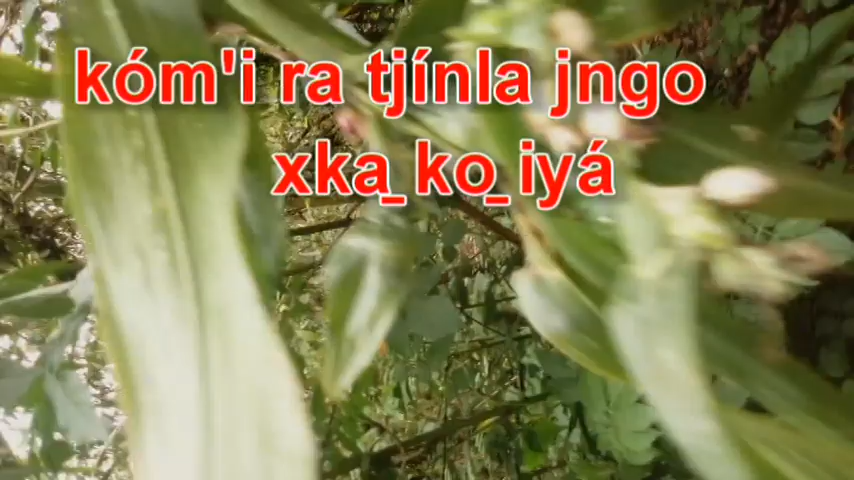 kóm'i ra tjínla jngo
xka̱ ko̱ iyá